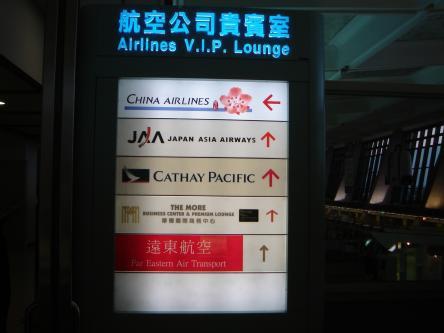 航空公司貴賓室
Airlines V.I.P. Lounge
CHINA AIRLINES
JAA JAPAN ASIA AIRWAYS
CATHAY PACIFIC
THE MORE
BUSINESS CENTER & PREMIUM LOUNGE
遠東航空
Far Eastern Air Transport